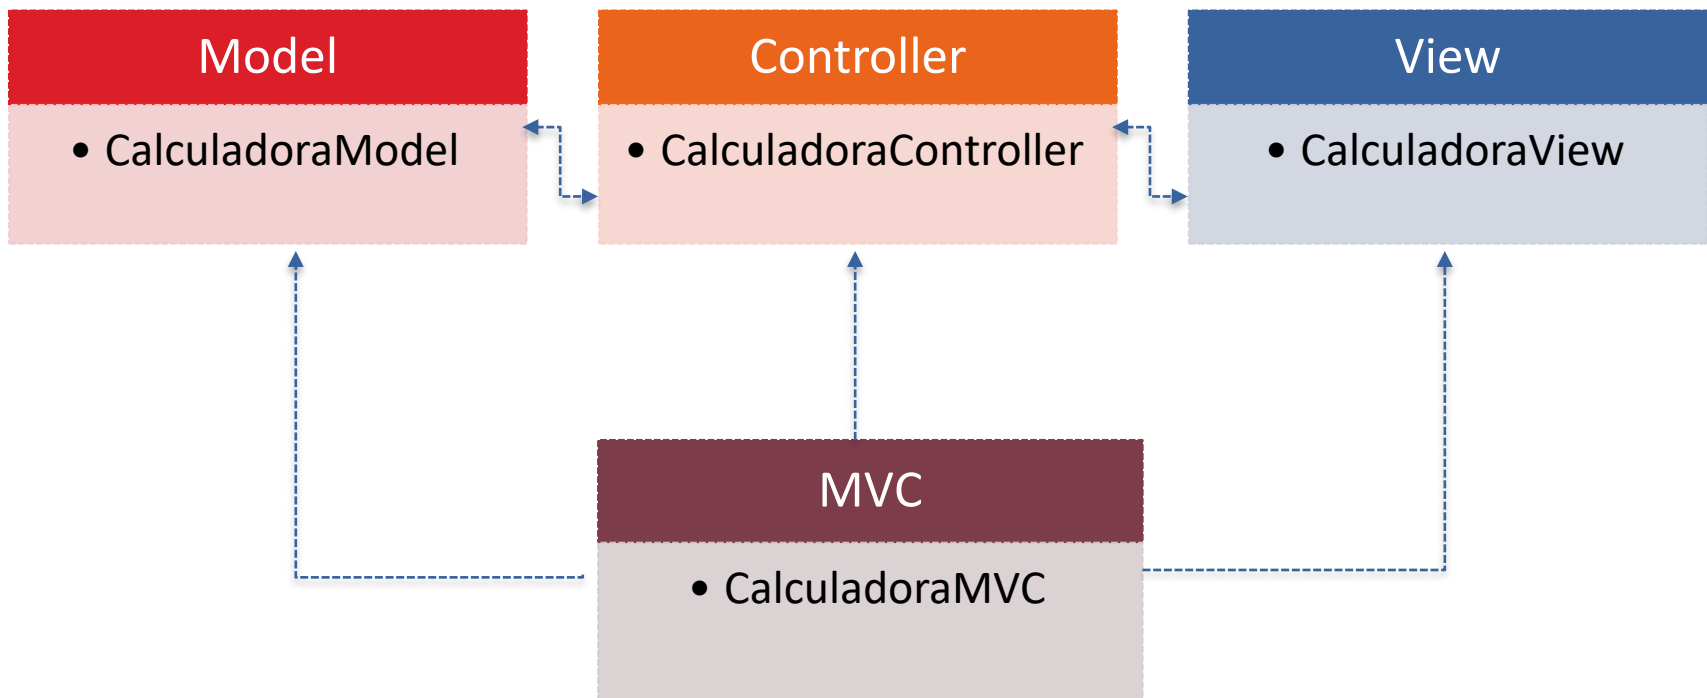 Model
• CalculadoraModel
Controller
• CalculadoraController
View
• CalculadoraView
MVC
• CalculadoraMVC